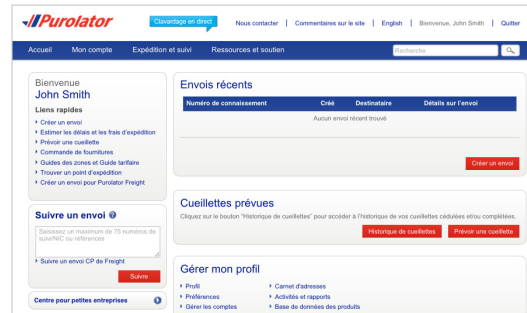 Purolator
Clavardage en direct
Nous contacter | Commentaires sur le site | English | Bienvenue, John Smith | Quitter
Accueil Mon compte Expédition et suivi Ressources et soutien Recherche
Bienvenue
John Smith
Liens rapides
Créer un envoi
Estimer les délais et les frais d'expédition
Prévoir une cueillette
Commande de fournitures
Guides des zones et Guide tarifaire
Trouver un point d'expédition
Créer un envoi pour Purolator Freight
Suivre un envoi ?
Saisissez un maximum de 75 numéros de
suivi/NIC ou références
Suivre un envoi CP de Freight
Suivre
Centre pour petites entreprises
Envois récents
Numéro de connaissement Créé Destinataire Détails sur l'envoi
Aucun envoi récent trouvé
Créer un envoi
Cueillettes prévues
Cliquez sur le bouton "Historique de cueillettes" pour accéder à l'historique de vos cueillettes cédulées et/ou complétées.
Historique de cueillettes Prévoir une cueillette
Gérer mon profil
Profil
Préférences
Gérer les comptes
Carnet d'adresses
Activités et rapports
Base de données des produits